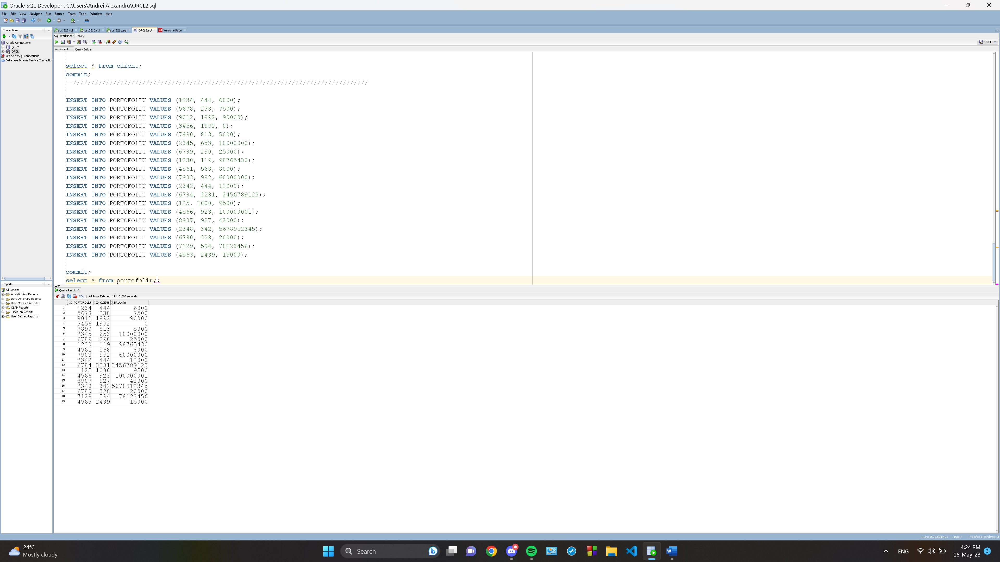 Oracle SQL Developer : C:\Users\Andrei Alexandru\ORCL2.sql
File Edit View Navigate Run Source Team Tools Window Help
Connections
Oracle Connections
gr132
ORCL
Oracle NoSQL Connections
Database Schema Service Connection
gr1322.sql gr13210.sql gr13211.sql ORCL2.sql Welcome Page
SQL Worksheet History
ORCL
Worksheet Query Builder
select * from client;
commit;
--/////////////////////////////////////////////////////////////////////////////////
INSERT INTO PORTOFOLIU VALUES (1234, 444, 6000);
INSERT INTO PORTOFOLIU VALUES (5678, 238, 7500);
INSERT INTO PORTOFOLIU VALUES (9012, 1992, 90000);
INSERT INTO PORTOFOLIU VALUES (3456, 1992, 0);
INSERT INTO PORTOFOLIU VALUES (7890, 813, 5000);
INSERT INTO PORTOFOLIU VALUES (2345, 653, 10000000);
INSERT INTO PORTOFOLIU VALUES (6789, 290, 25000);
INSERT INTO PORTOFOLIU VALUES (1230, 119, 98765430);
INSERT INTO PORTOFOLIU VALUES (4561, 568, 8000);
INSERT INTO PORTOFOLIU VALUES (7903, 992, 60000000);
INSERT INTO PORTOFOLIU VALUES (2342, 444, 12000);
INSERT INTO PORTOFOLIU VALUES (6784, 3281, 3456789123);
INSERT INTO PORTOFOLIU VALUES (125, 1000, 9500);
INSERT INTO PORTOFOLIU VALUES (4566, 923, 100000001);
INSERT INTO PORTOFOLIU VALUES (8907, 927, 42000);
INSERT INTO PORTOFOLIU VALUES (2348, 342, 5678912345);
INSERT INTO PORTOFOLIU VALUES (6780, 328, 20000);
INSERT INTO PORTOFOLIU VALUES (7129, 594, 78123456);
INSERT INTO PORTOFOLIU VALUES (4563, 2439, 15000);
commit;
select * from portofoliu;;
Reports
All Reports
Analytic View Reports
Data Dictionary Reports
Data Modeler Reports
OLAP Reports
TimesTen Reports
User Defined Reports
Query Result
SQL | All Rows Fetched: 19 in 0.003 seconds
ID_PORTOFOLIU ID_CLIENT BALANTA
1 1234 444 6000
2 5678 238 7500
3 9012 1992 90000
4 3456 1992 0
5 7890 813 5000
6 2345 653 10000000
7 6789 290 25000
8 1230 119 98765430
9 4561 568 8000
10 7903 992 60000000
11 2342 444 12000
12 6784 3281 3456789123
13 125 1000 9500
14 4566 923 100000001
15 8907 927 42000
16 2348 342 5678912345
17 6780 328 20000
18 7129 594 78123456
19 4563 2439 15000
| Line 159 Column 26 | Insert | Modified | Windows: C
24°C
Mostly cloudy
Search
ENG
4:24 PM
16-May-23
3